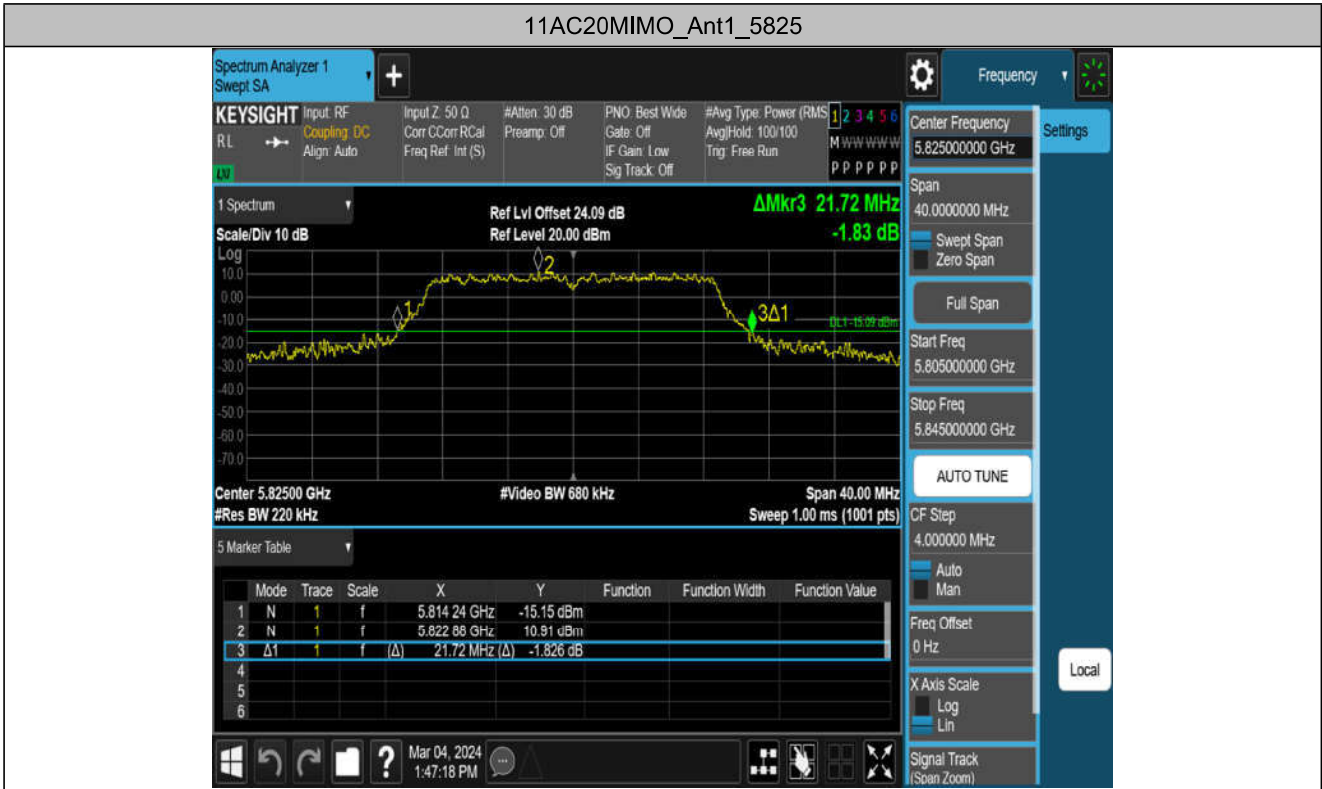 11AC20MIMO_Ant1_5825
Spectrum Analyzer 1
Swept SA
+
Frequency
KEYSIGHT
RL
LXI
Input: RF
Coupling: DC
Align: Auto
Input Z: 50 Ω
Corr CCorr RCal
Freq Ref: Int (S)
#Atten: 30 dB
Preamp: Off
PNO: Best Wide
Gate: Off
IF Gain: Low
Sig Track: Off
#Avg Type: Power (RMS
Avg|Hold: 100/100
Trig: Free Run
1 2 3 4 5 6
M W W W W W
P P P P P P
1 Spectrum
Scale/Div 10 dB
Ref Lvl Offset 24.09 dB
Ref Level 20.00 dBm
ΔMkr3 21.72 MHz
-1.83 dB
Log
10.0
0.00
-10.0
-20.0
-30.0
-40.0
-50.0
-60.0
-70.0
1
2
3Δ1
DL1 -15.09 dBm
Center 5.82500 GHz
#Video BW 680 kHz
Span 40.00 MHz
#Res BW 220 kHz
Sweep 1.00 ms (1001 pts)
5 Marker Table
Mode Trace Scale X Y Function Function Width Function Value
1 N 1 f 5.814 24 GHz -15.15 dBm
2 N 1 f 5.822 88 GHz 10.91 dBm
3 Δ1 1 f (Δ) 21.72 MHz (Δ) -1.826 dB
4
5
6
Mar 04, 2024
1:47:18 PM
?
Center Frequency
5.825000000 GHz
Settings
Span
40.0000000 MHz
Swept Span
Zero Span
Full Span
Start Freq
5.805000000 GHz
Stop Freq
5.845000000 GHz
AUTO TUNE
CF Step
4.000000 MHz
Auto
Man
Freq Offset
0 Hz
Local
X Axis Scale
Log
Lin
Signal Track
(Span Zoom)